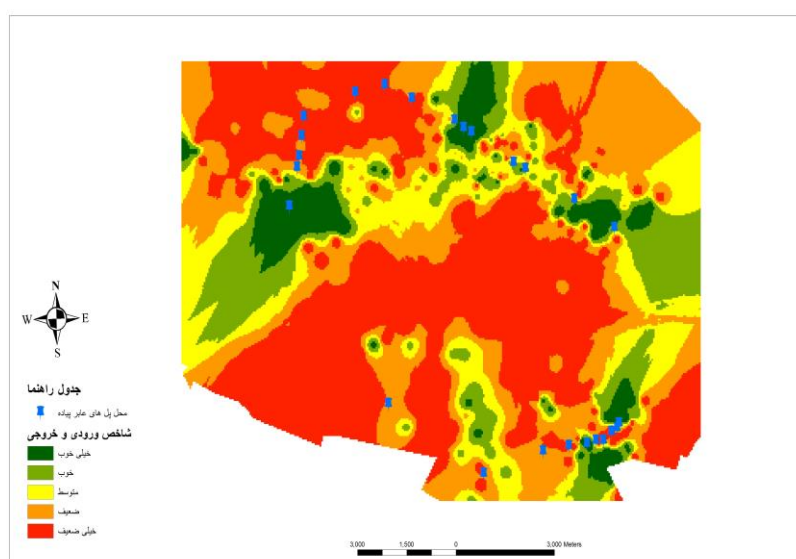 N
W E
S
جدول راهنما
محل پل های عابر پیاده
شاخص ورودی و خروجی
خیلی خوب
خوب
متوسط
ضعیف
خیلی ضعیف
3,000 1,500 0 3,000 Meters